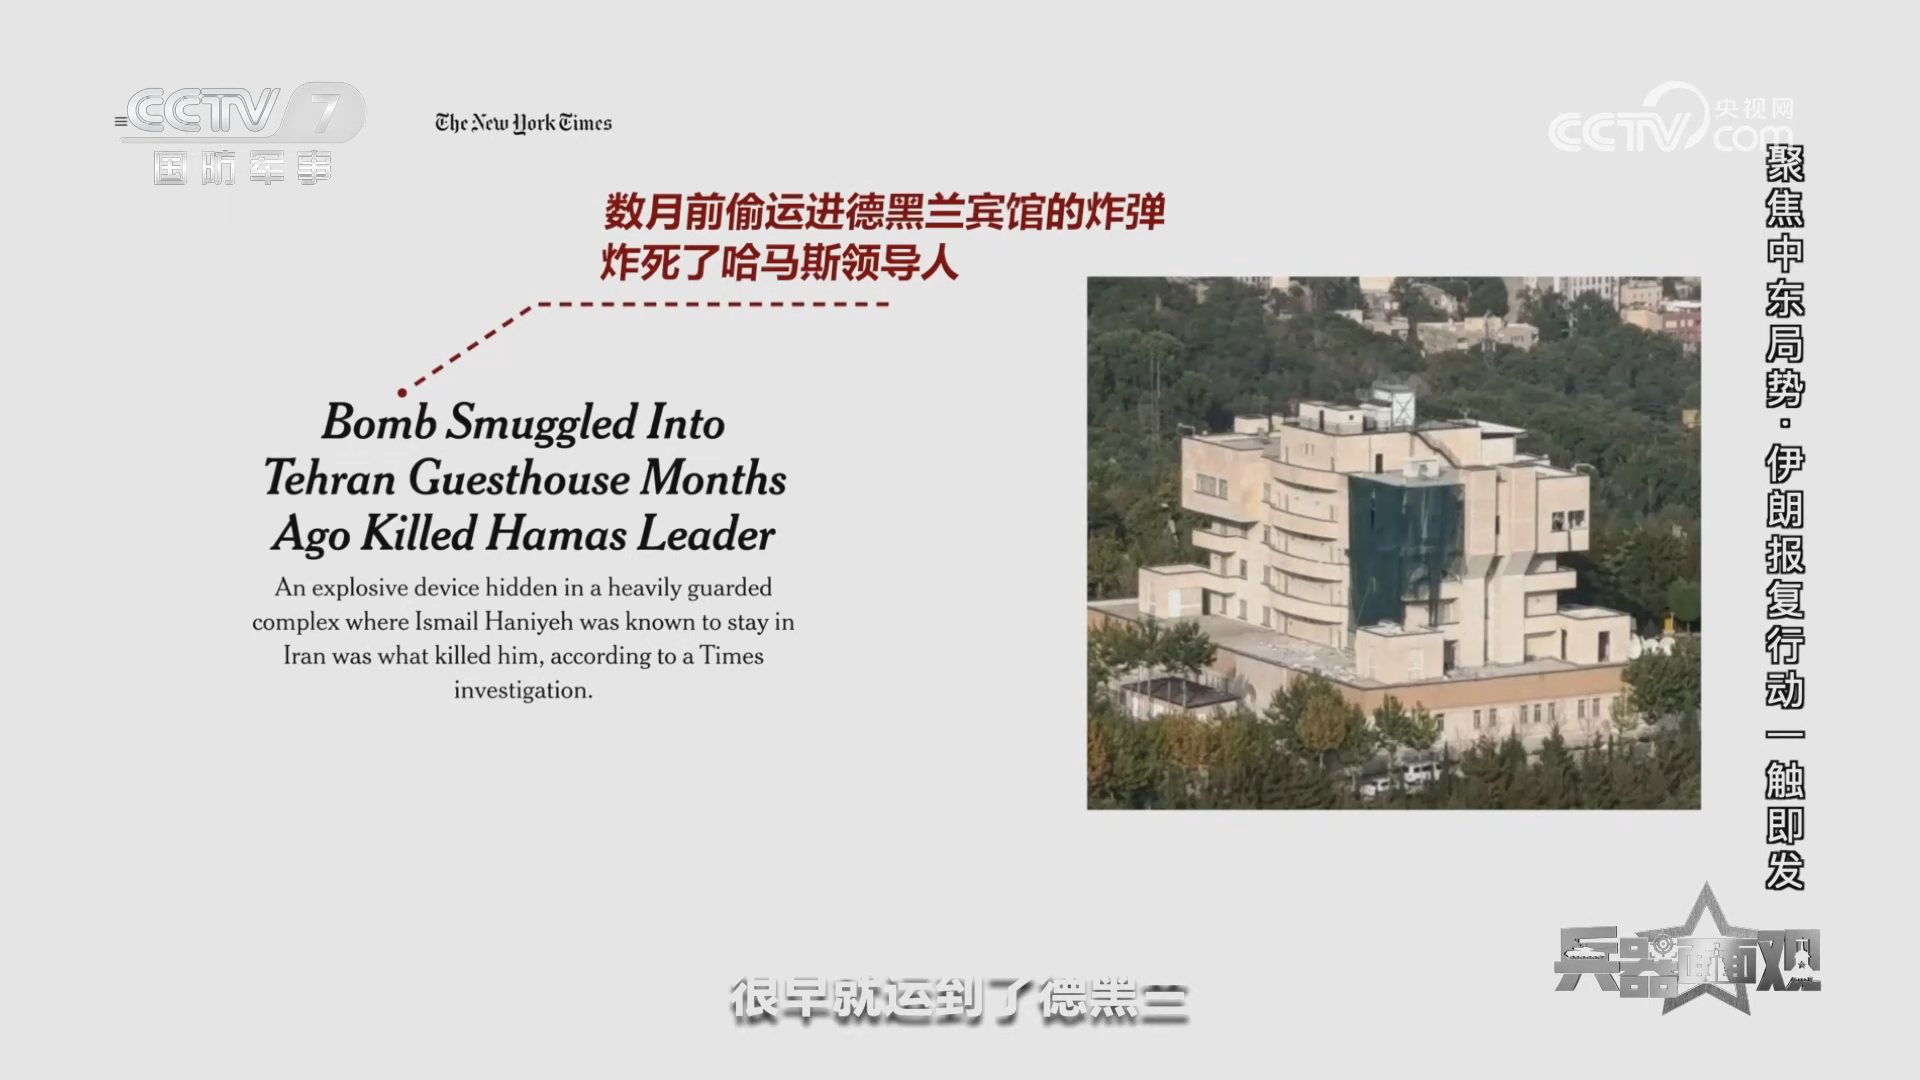 CCTV 7
国防军事
The New York Times
央视网
CCTV.com
数月前偷运进德黑兰宾馆的炸弹
炸死了哈马斯领导人
Bomb Smuggled Into
Tehran Guesthouse Months
Ago Killed Hamas Leader
An explosive device hidden in a heavily guarded
complex where Ismail Haniyeh was known to stay in
Iran was what killed him, according to a Times
investigation.
聚焦中东局势·伊朗报复行动一触即发
兵器面面观
很早就运到了德黑兰